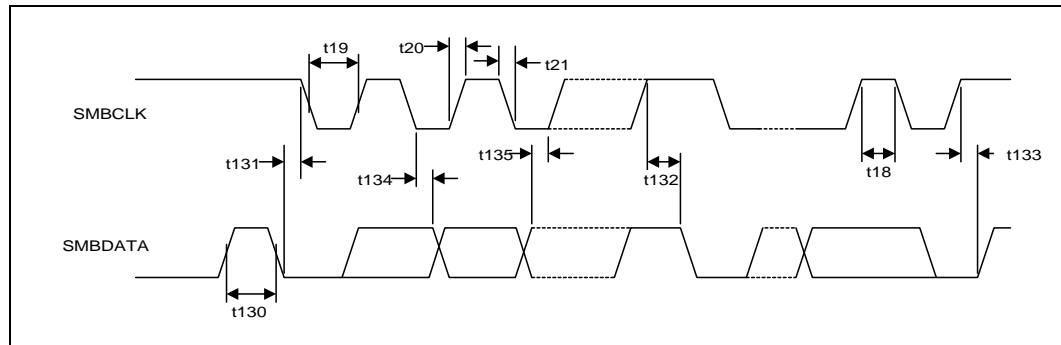 t19
t20
t21
SMBCLK
t131
t134
t135
t132
t18
t133
SMBDATA
t130